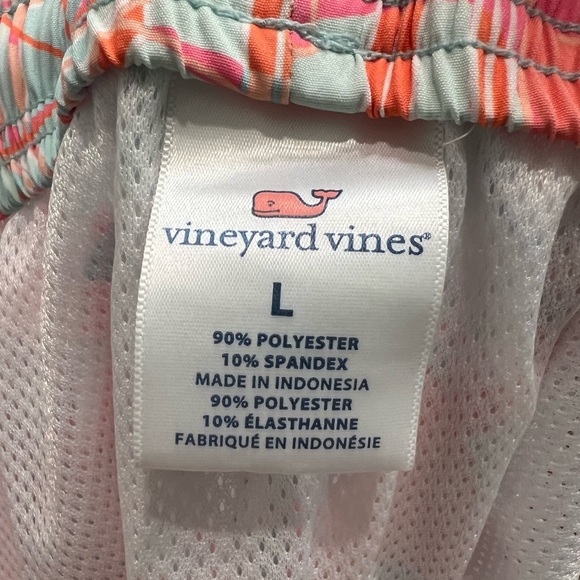 vineyard vines®
L
90% POLYESTER
10% SPANDEX
MADE IN INDONESIA
90% POLYESTER
10% ÉLASTHANNE
FABRIQUÉ EN INDONÉSIE